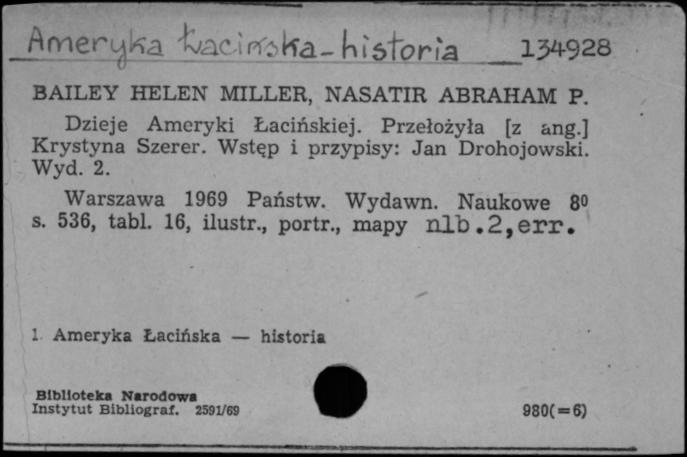 Ameryka Łacińska-historia 134928
BAILEY HELEN MILLER, NASATIR ABRAHAM P.
Dzieje Ameryki Łacińskiej. Przełożyła [z ang.]
Krystyna Szerer. Wstęp i przypisy: Jan Drohojowski.
Wyd. 2.
Warszawa 1969 Państw. Wydawn. Naukowe 8⁰
s. 536, tabl. 16, ilustr., portr., mapy nlb.2,err.
1. Ameryka Łacińska — historia
Biblioteka Narodowa
Instytut Bibliograf. 2591/69 980(=6)